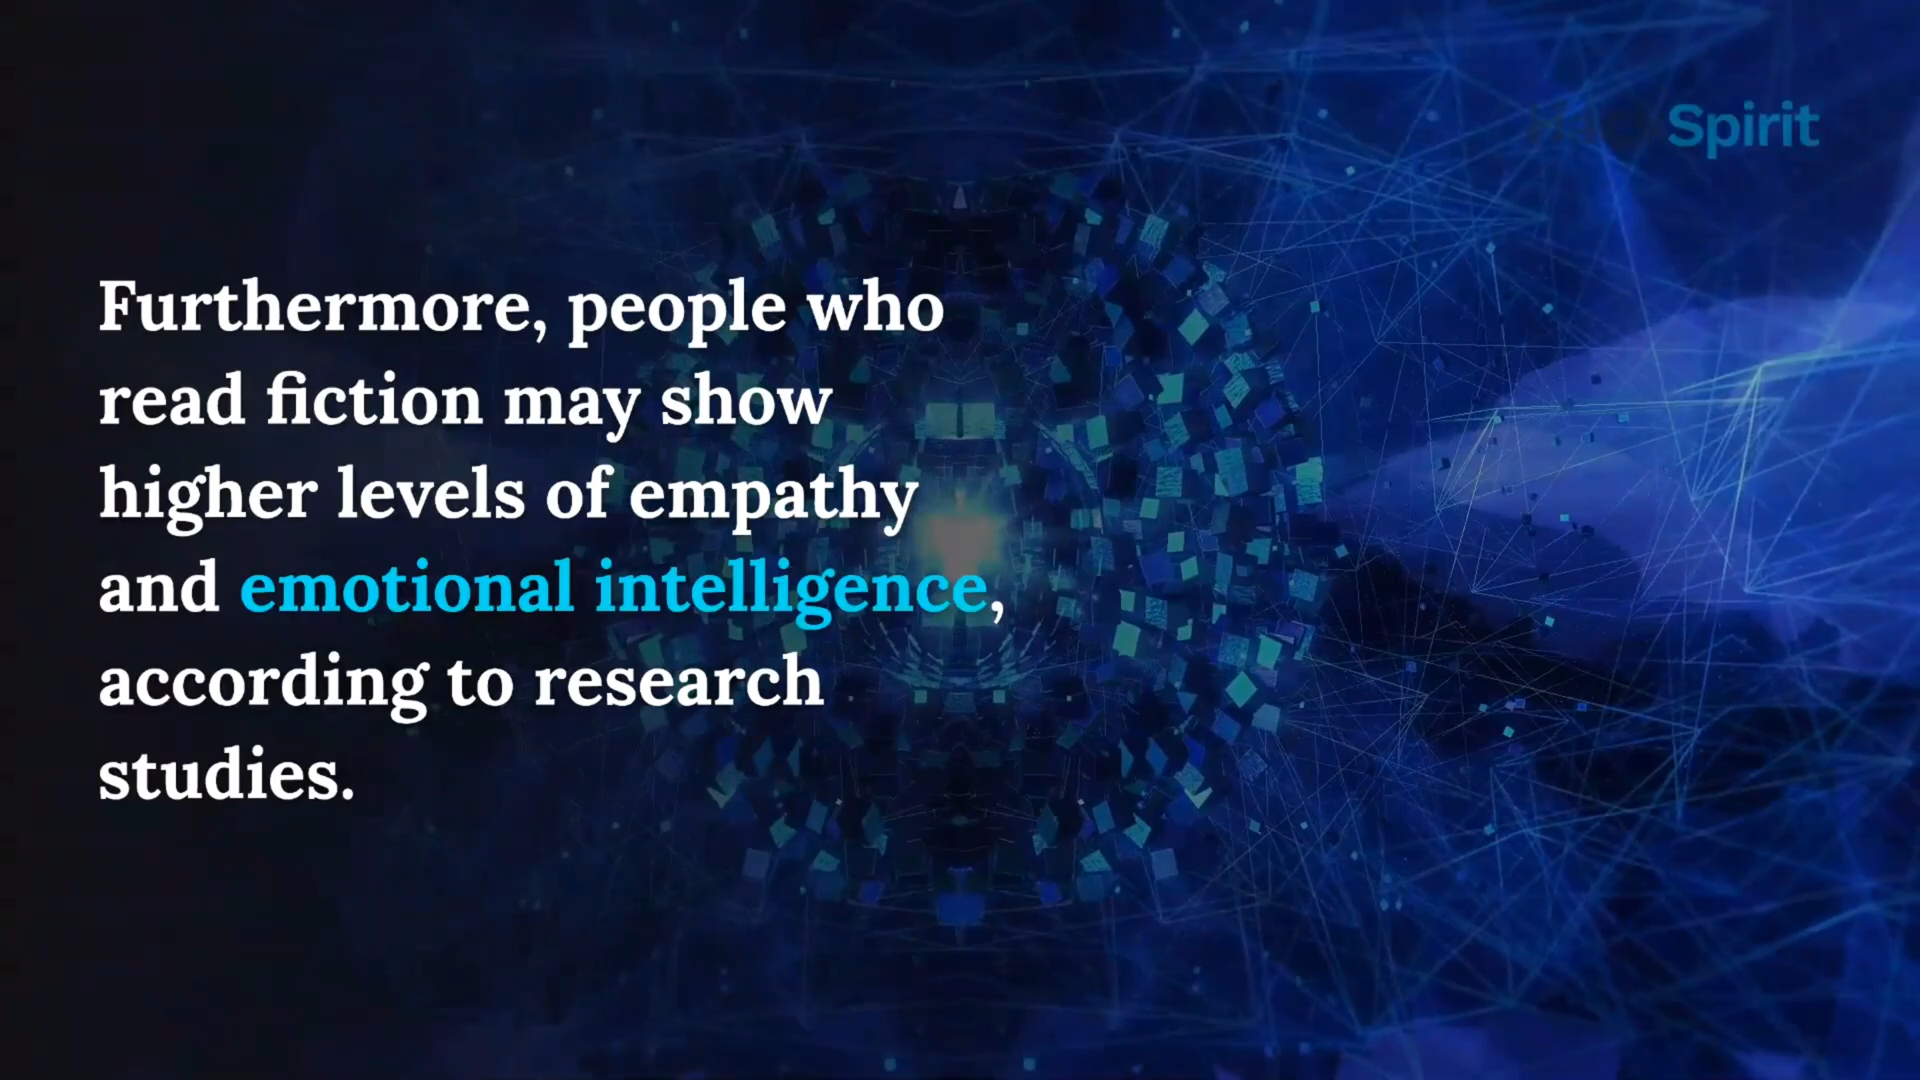 Spirit
Furthermore, people who
read fiction may show
higher levels of empathy
and emotional intelligence,
according to research
studies.